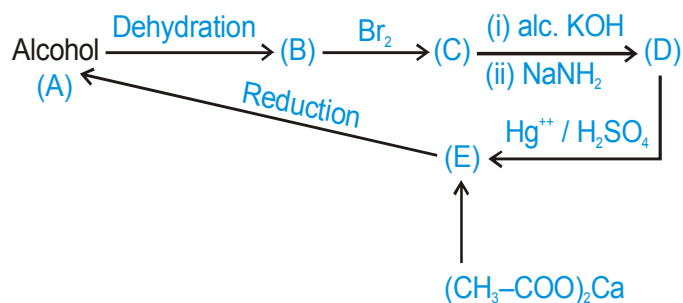 Alcohol Dehydration (B) Br₂ (C) (i) alc. KOH (D)
(A) (ii) NaNH₂
Reduction
Hg⁺⁺ / H₂SO₄
(E)
(CH₃–COO)₂Ca